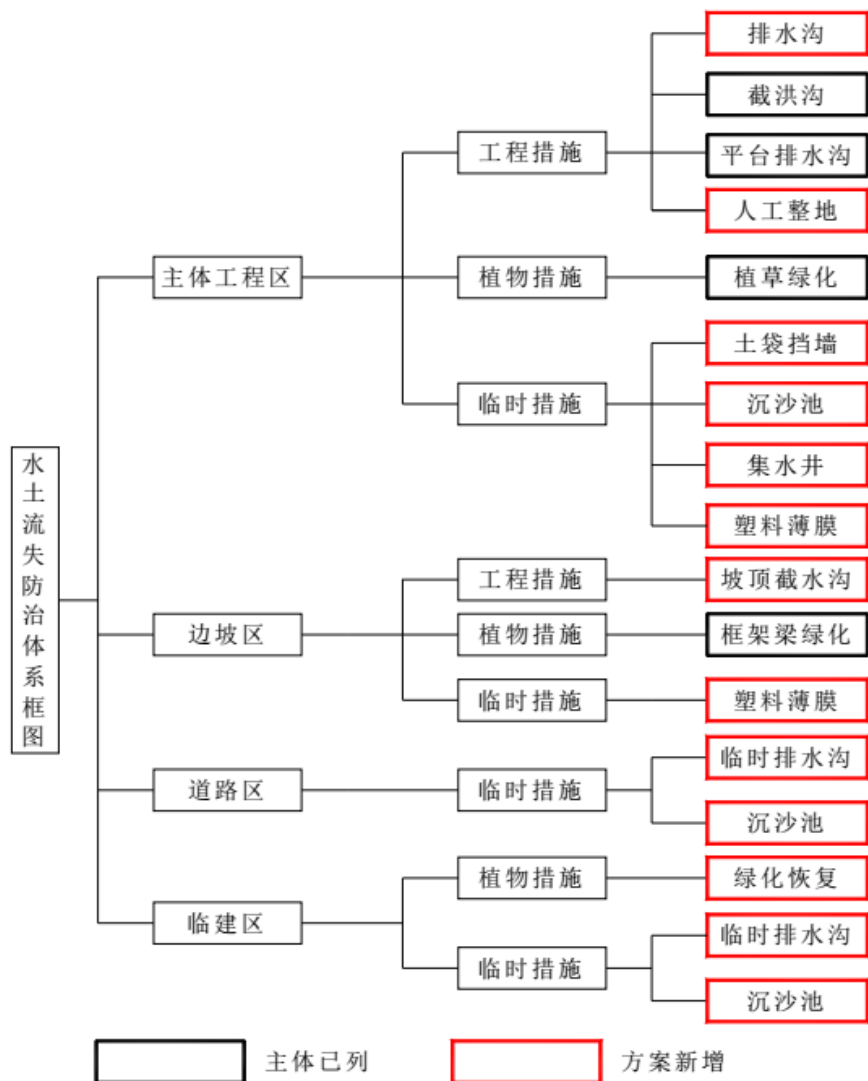 水土流失防治体系框图
主体工程区
工程措施
排水沟
截洪沟
平台排水沟
人工整地
植物措施
植草绿化
临时措施
土袋挡墙
沉沙池
集水井
塑料薄膜
边坡区
工程措施
坡顶截水沟
植物措施
框架梁绿化
临时措施
塑料薄膜
道路区
临时措施
临时排水沟
沉沙池
临建区
植物措施
绿化恢复
临时措施
临时排水沟
沉沙池
主体已列
方案新增